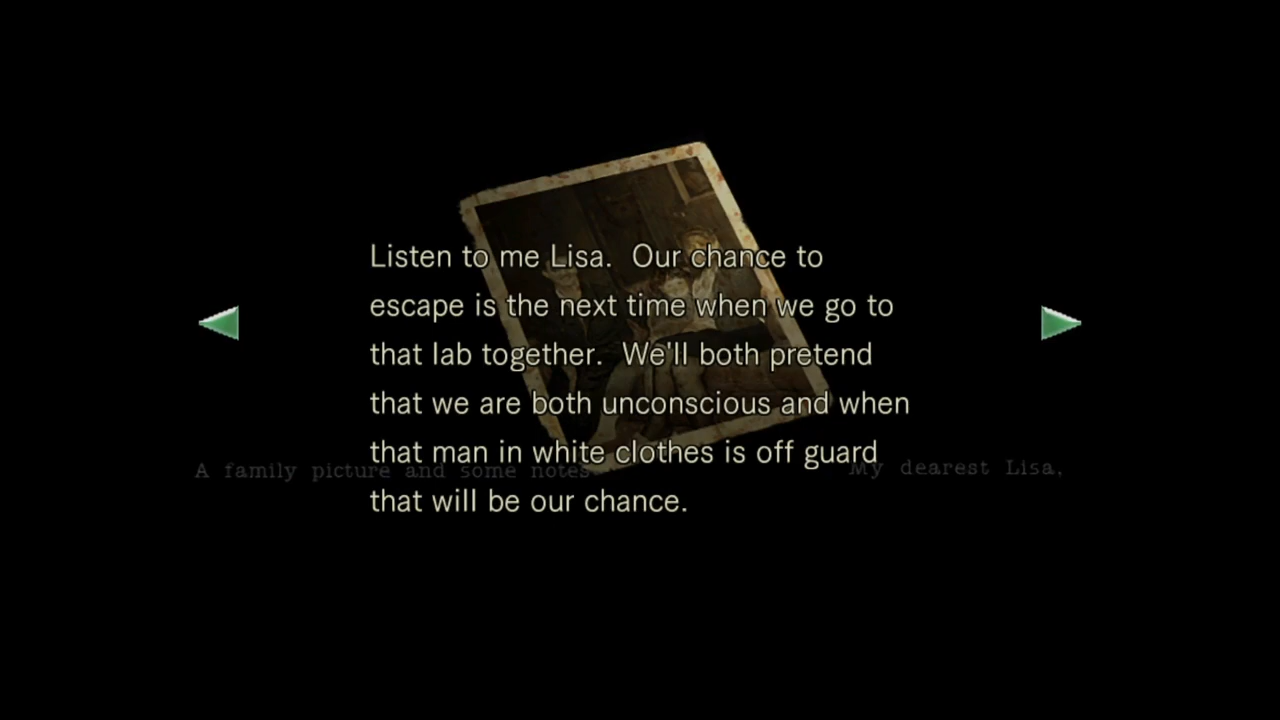 Listen to me Lisa.  Our chance to
escape is the next time when we go to
that lab together.  We'll both pretend
that we are both unconscious and when
that man in white clothes is off guard
that will be our chance.
A family picture and some notes
My dearest Lisa,